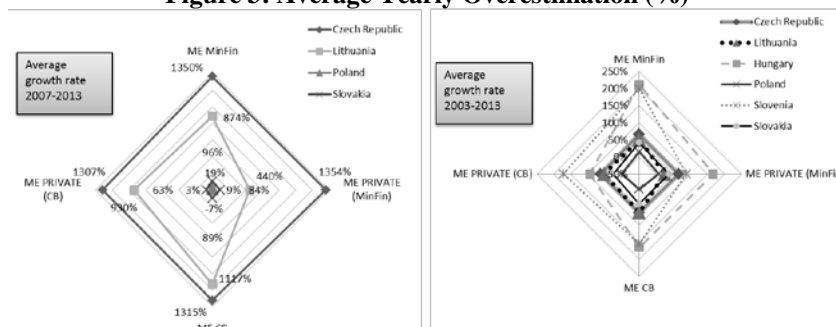 Figure 3: Average Yearly Overestimation (%)
Average
growth rate
2007-2013
ME MinFin
1350%
Czech Republic
Lithuania
Poland
Slovakia
874%
96%
19%
1307%
ME PRIVATE
(CB)
930%
63%
3%
9%
84%
440%
1354%
ME PRIVATE
(MinFin)
-7%
89%
1117%
1315%
ME CB
Average
growth rate
2003-2013
ME MinFin
250%
200%
150%
100%
50%
Czech Republic
Lithuania
Hungary
Poland
Slovenia
Slovakia
ME PRIVATE (CB)
ME PRIVATE (MinFi
ME CB